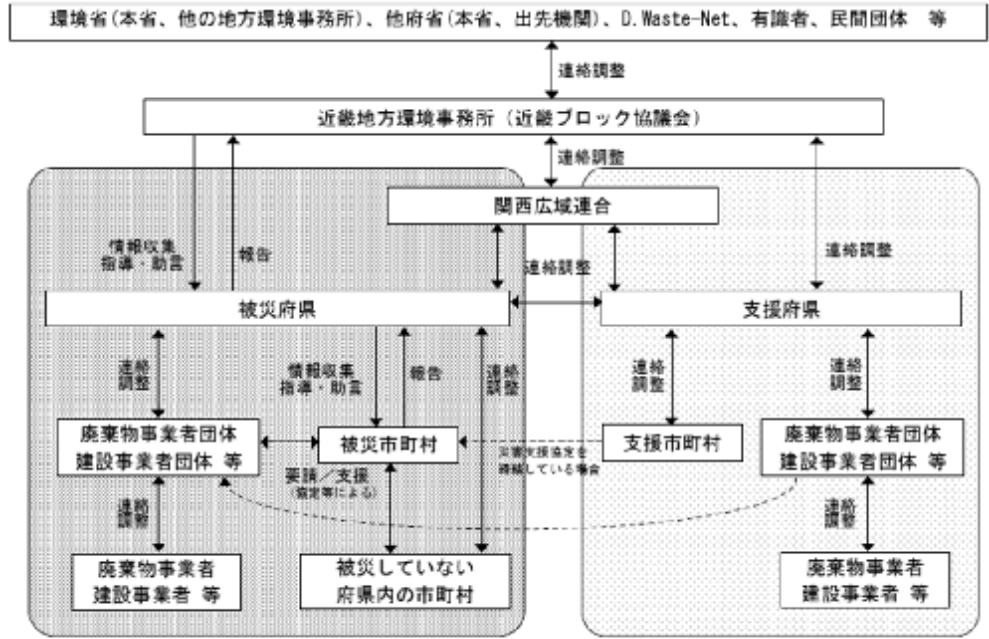 環境省(本省、他の地方環境事務所)、他府省(本省、出先機関)、D.Waste-Net、有識者、民間団体 等
連絡調整
近畿地方環境事務所（近畿ブロック協議会）
連絡調整
関西広域連合
情報収集
指導・助言
報告
連絡調整
連絡調整
被災府県
支援府県
連絡
調整
情報収集
指導・助言
報告
連絡
調整
連絡
調整
連絡
調整
廃棄物事業者団体
建設事業者団体 等
被災市町村
災害支援協定を
締結している場合
支援市町村
廃棄物事業者団体
建設事業者団体 等
要請／支援
(協定等による)
連絡
調整
連絡
調整
廃棄物事業者
建設事業者 等
被災していない
府県内の市町村
廃棄物事業者
建設事業者 等